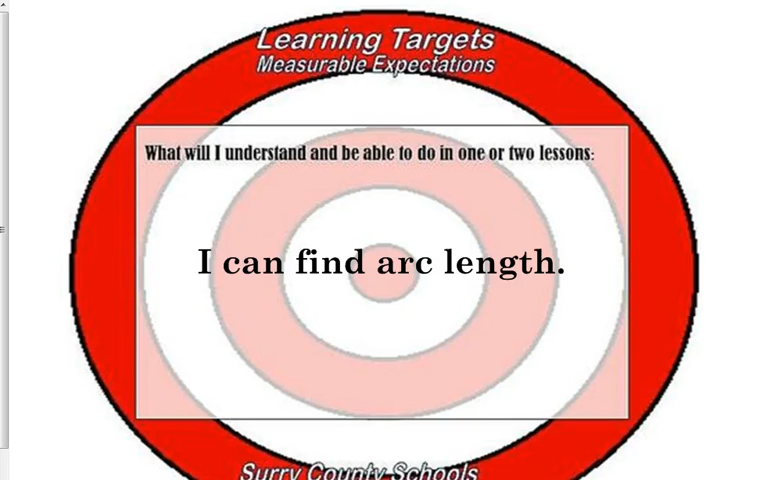 Learning Targets
Measurable Expectations
What will I understand and be able to do in one or two lessons:
I can find arc length.
Surry County Schools